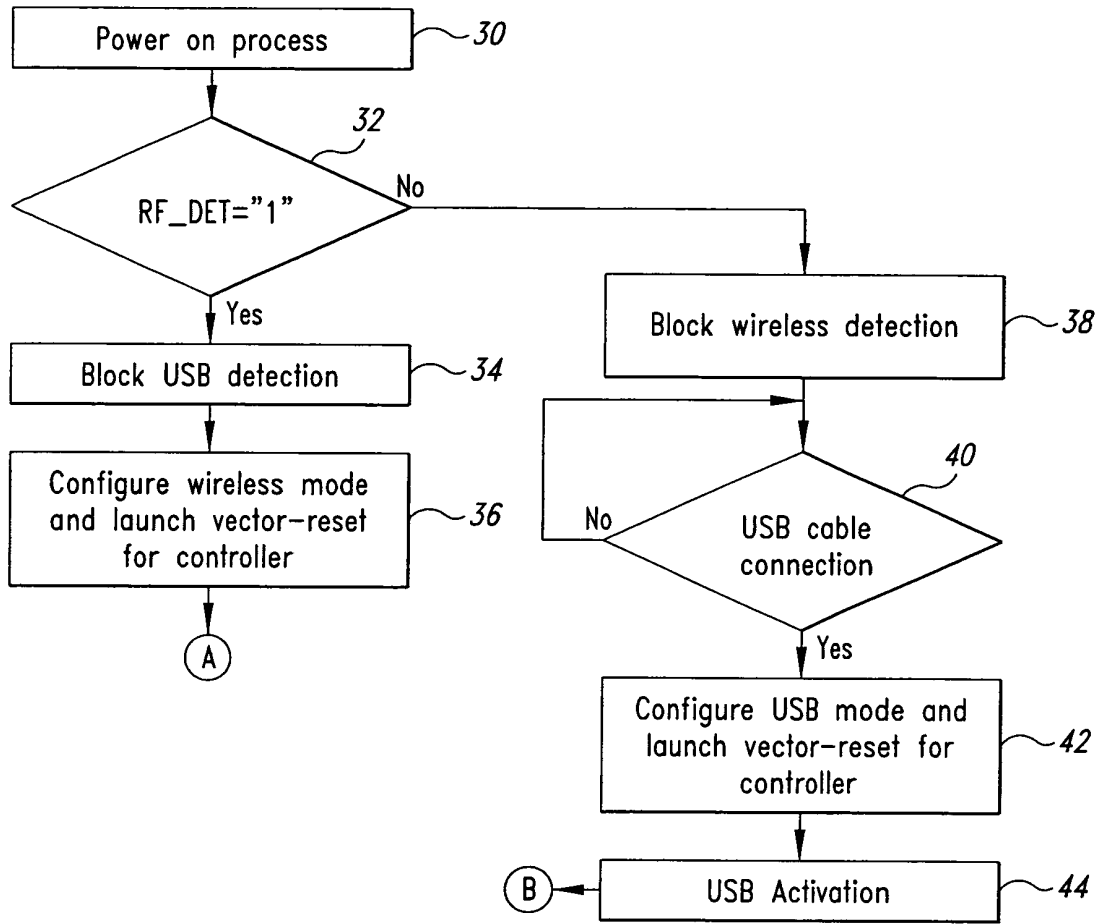 Power on process
30
32
RF_DET="1"
No
Yes
Block USB detection
34
Configure wireless mode
and launch vector-reset
for controller
36
A
Block wireless detection
38
40
No
USB cable
connection
Yes
Configure USB mode and
launch vector-reset for
controller
42
B
USB Activation
44